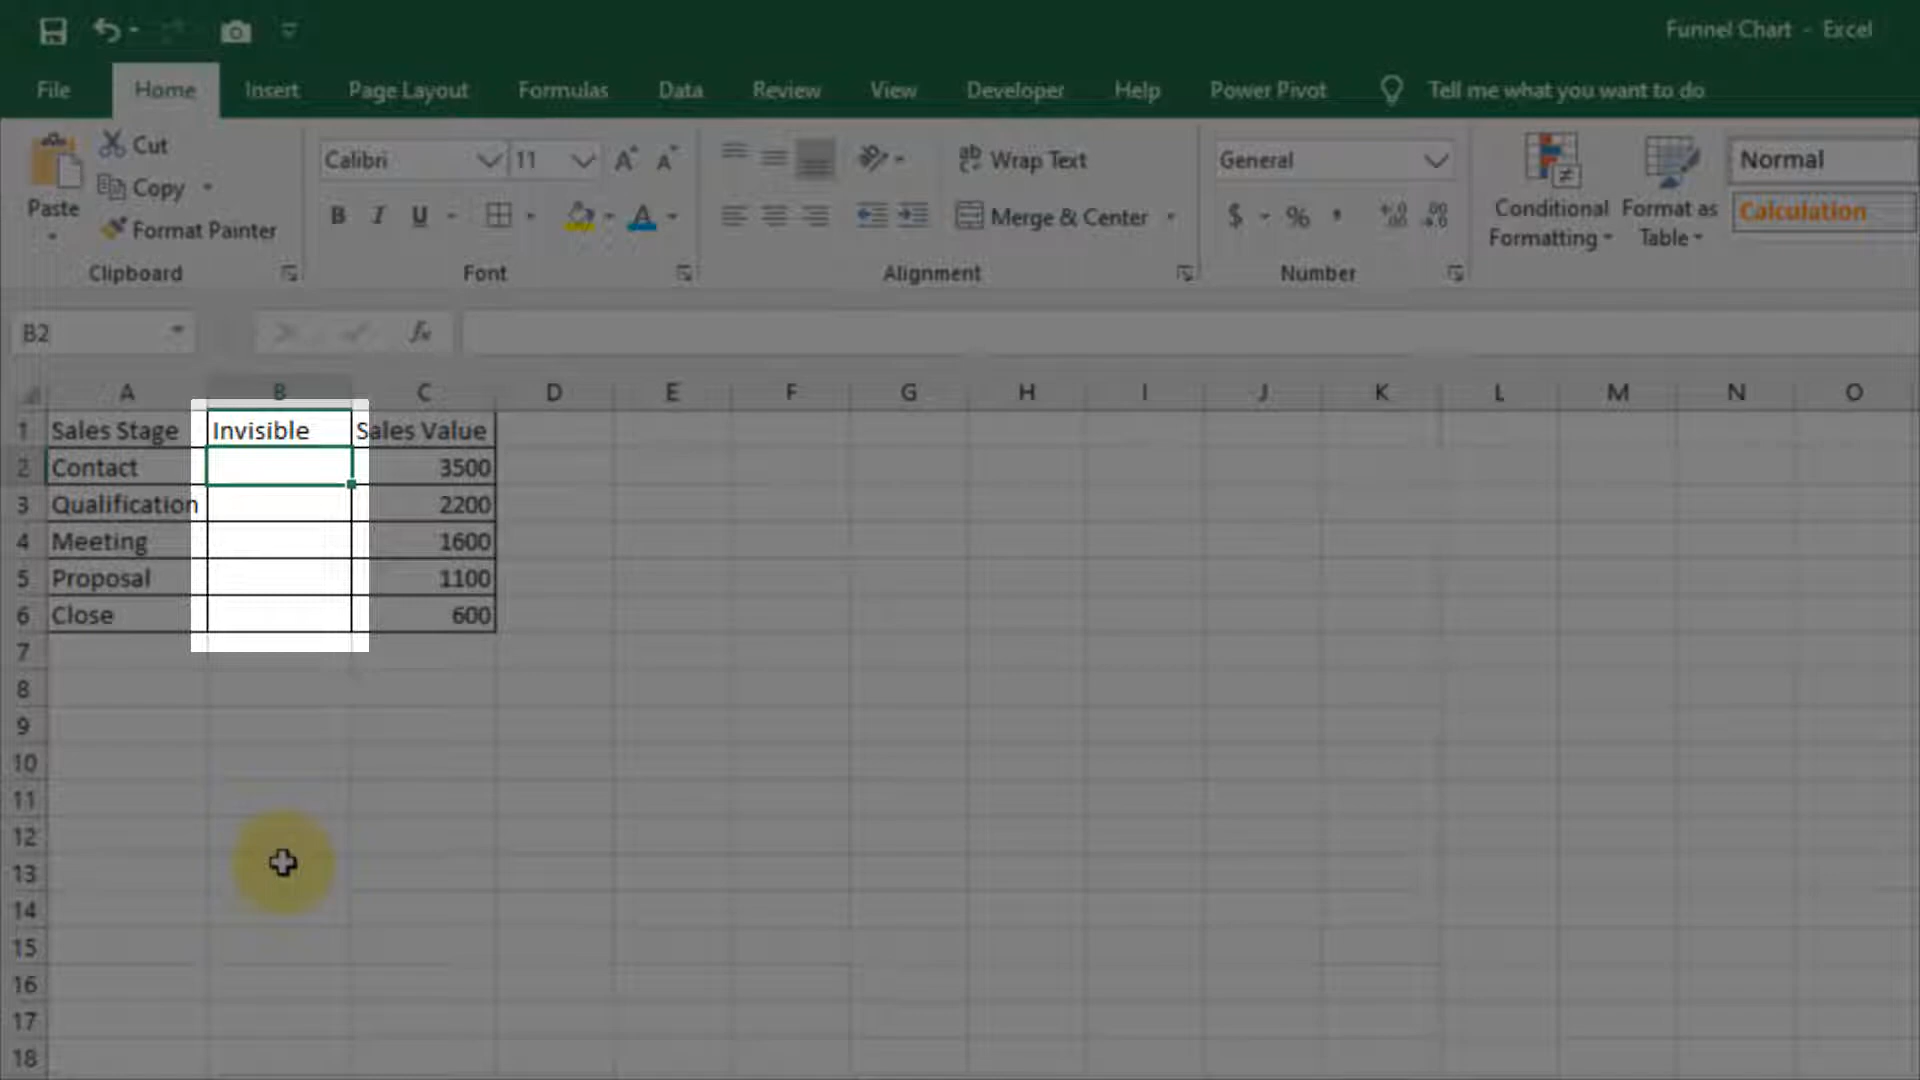 Funnel Chart - Excel
File Home Insert Page Layout Formulas Data Review View Developer Help Power Pivot Tell me what you want to do
Paste
Cut
Copy
Format Painter
Clipboard
Calibri 11
B I U A
Font
Wrap Text
Merge & Center
Alignment
General
$ %
Number
Conditional Formatting
Format as Table
Normal
Calculation
B2 fx
A B C D E F G H I J K L M N O
1 Sales Stage Invisible Sales Value
2 Contact 3500
3 Qualification 2200
4 Meeting 1600
5 Proposal 1100
6 Close 600
7
8
9
10
11
12
13
14
15
16
17
18